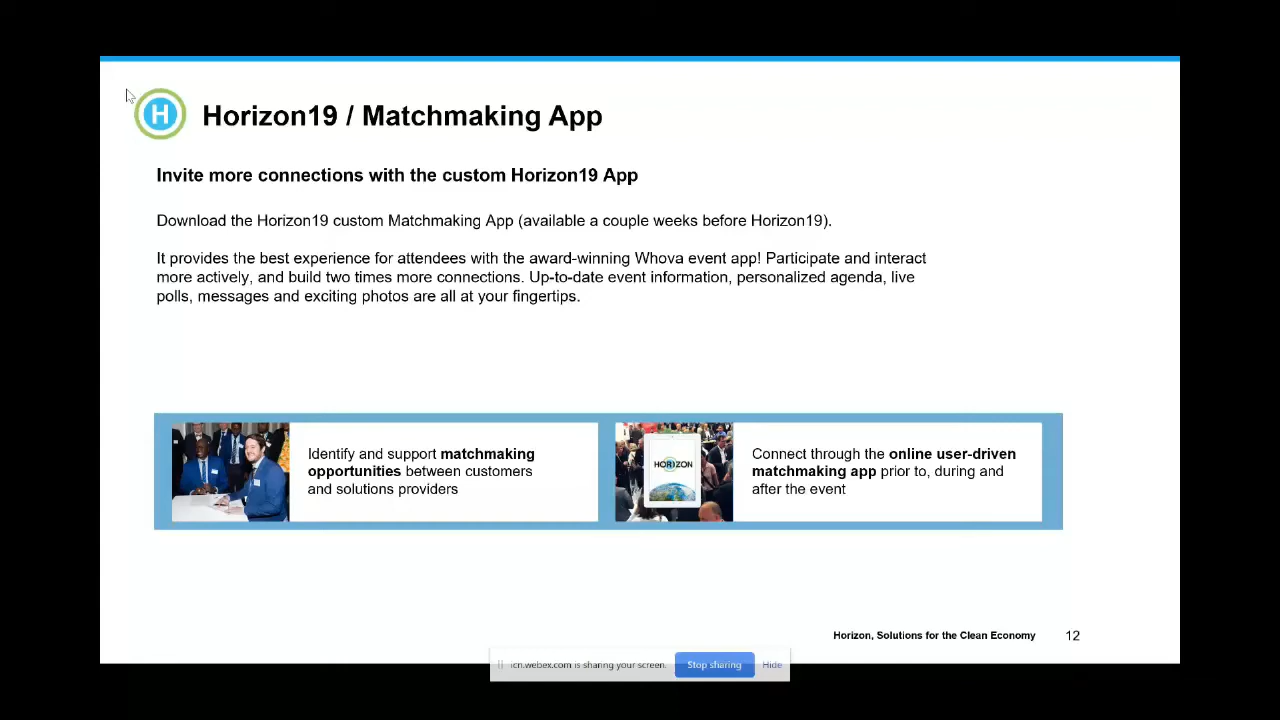 H
Horizon19 / Matchmaking App
Invite more connections with the custom Horizon19 App
Download the Horizon19 custom Matchmaking App (available a couple weeks before Horizon19).
It provides the best experience for attendees with the award-winning Whova event app! Participate and interact
more actively, and build two times more connections. Up-to-date event information, personalized agenda, live
polls, messages and exciting photos are all at your fingertips.
Identify and support matchmaking
opportunities between customers
and solutions providers
HORIZON
Connect through the online user-driven
matchmaking app prior to, during and
after the event
Horizon, Solutions for the Clean Economy
12
icn.webex.com is sharing your screen.
Stop sharing
Hide